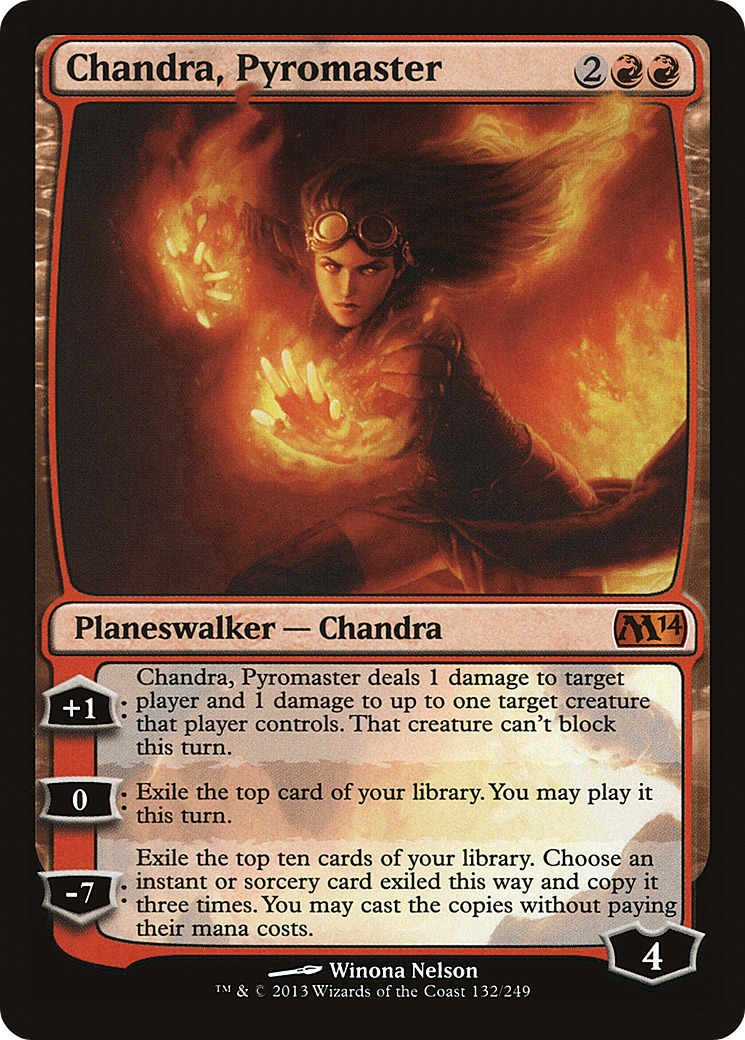 Chandra, Pyromaster 2
Planeswalker — Chandra M14
Chandra, Pyromaster deals 1 damage to target
+1 : player and 1 damage to up to one target creature
that player controls. That creature can't block
this turn.
0 : Exile the top card of your library. You may play it
this turn.
Exile the top ten cards of your library. Choose an
-7 : instant or sorcery card exiled this way and copy it
three times. You may cast the copies without paying
their mana costs.
4
Winona Nelson
™ & © 2013 Wizards of the Coast 132/249